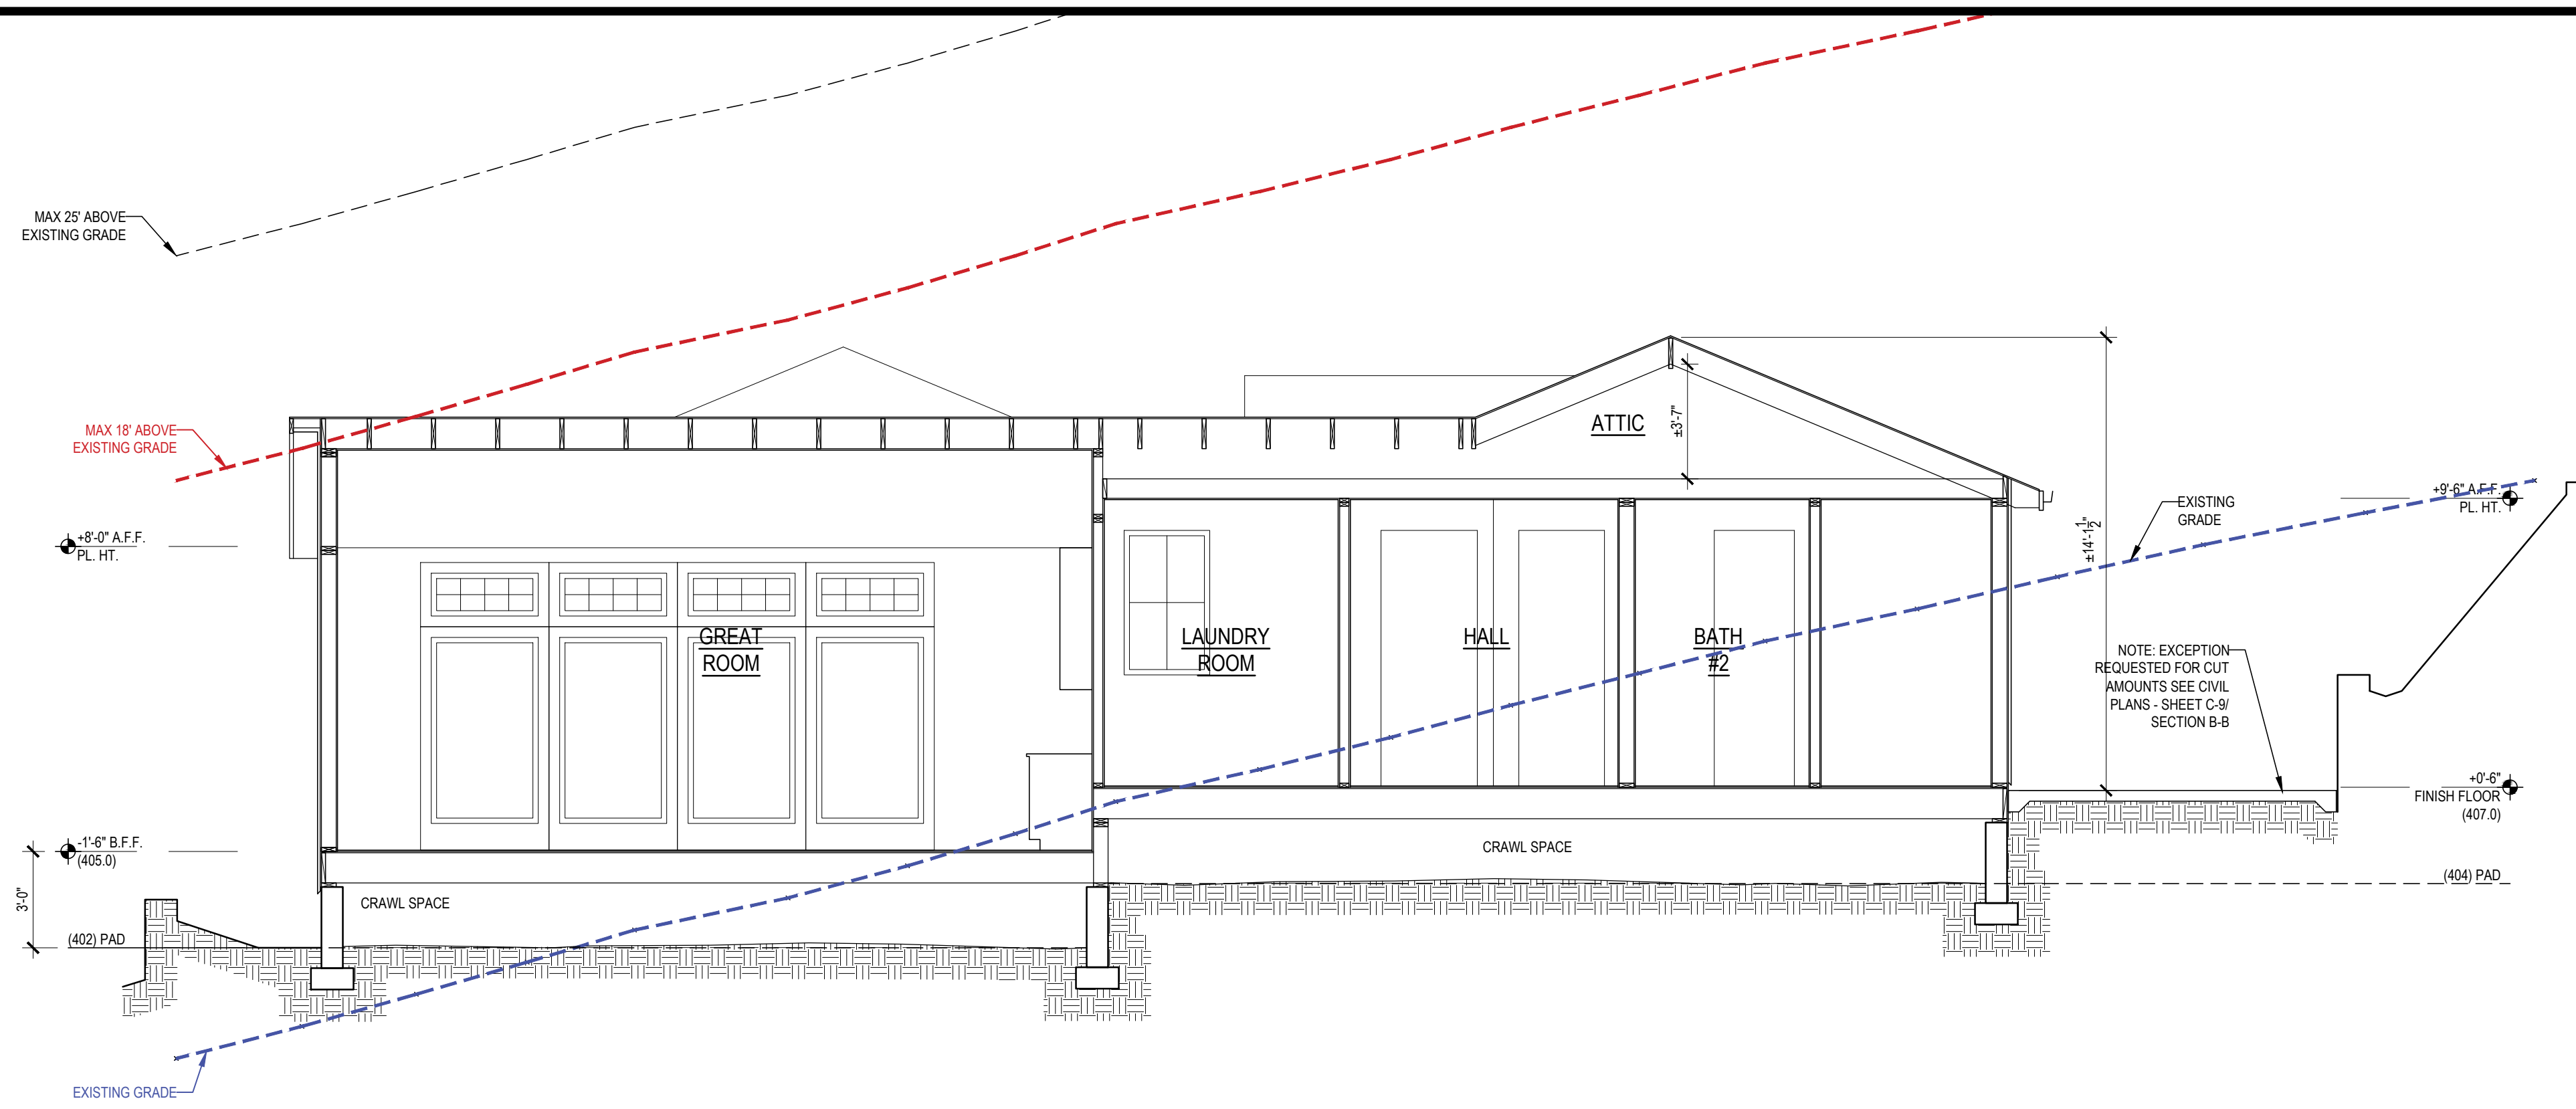 MAX 25' ABOVE
EXISTING GRADE
MAX 18' ABOVE
EXISTING GRADE
ATTIC
±3'-7"
±14'-1 1/2"
EXISTING
GRADE
+9'-6" A.F.F.
PL. HT.
+8'-0" A.F.F.
PL. HT.
GREAT
ROOM
LAUNDRY
ROOM
HALL
BATH
#2
NOTE: EXCEPTION
REQUESTED FOR CUT
AMOUNTS SEE CIVIL
PLANS - SHEET C-9/
SECTION B-B
+0'-6"
FINISH FLOOR
(407.0)
-1'-6" B.F.F.
(405.0)
3'-0"
CRAWL SPACE
CRAWL SPACE
(404) PAD
(402) PAD
EXISTING GRADE